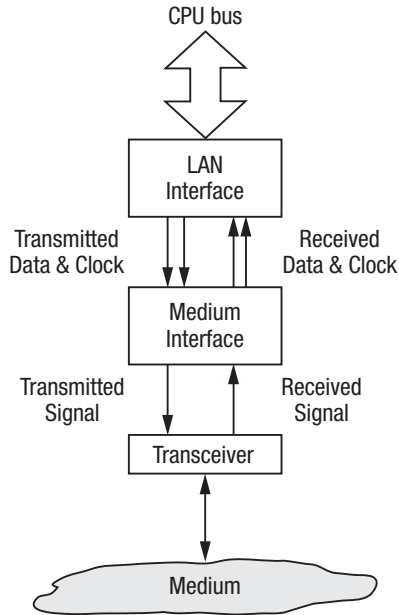 CPU bus
LAN
Interface
Transmitted
Data & Clock
Received
Data & Clock
Medium
Interface
Transmitted
Signal
Received
Signal
Transceiver
Medium